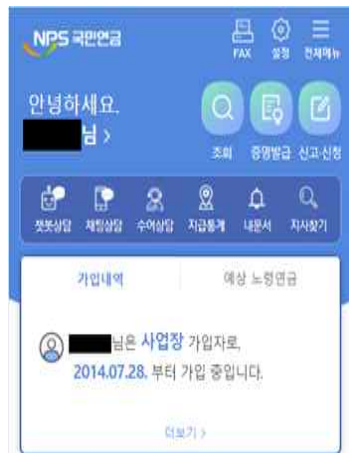 NPS 국민연금
FAX 설정 전체메뉴
안녕하세요.
님 >
조회 증명발급 신고·신청
챗봇상담 채팅상담 수어상담 지급통계 내문서 지사찾기
가입내역 예상 노령연금
님은 사업장 가입자로,
2014.07.28. 부터 가입 중입니다.
더보기 >